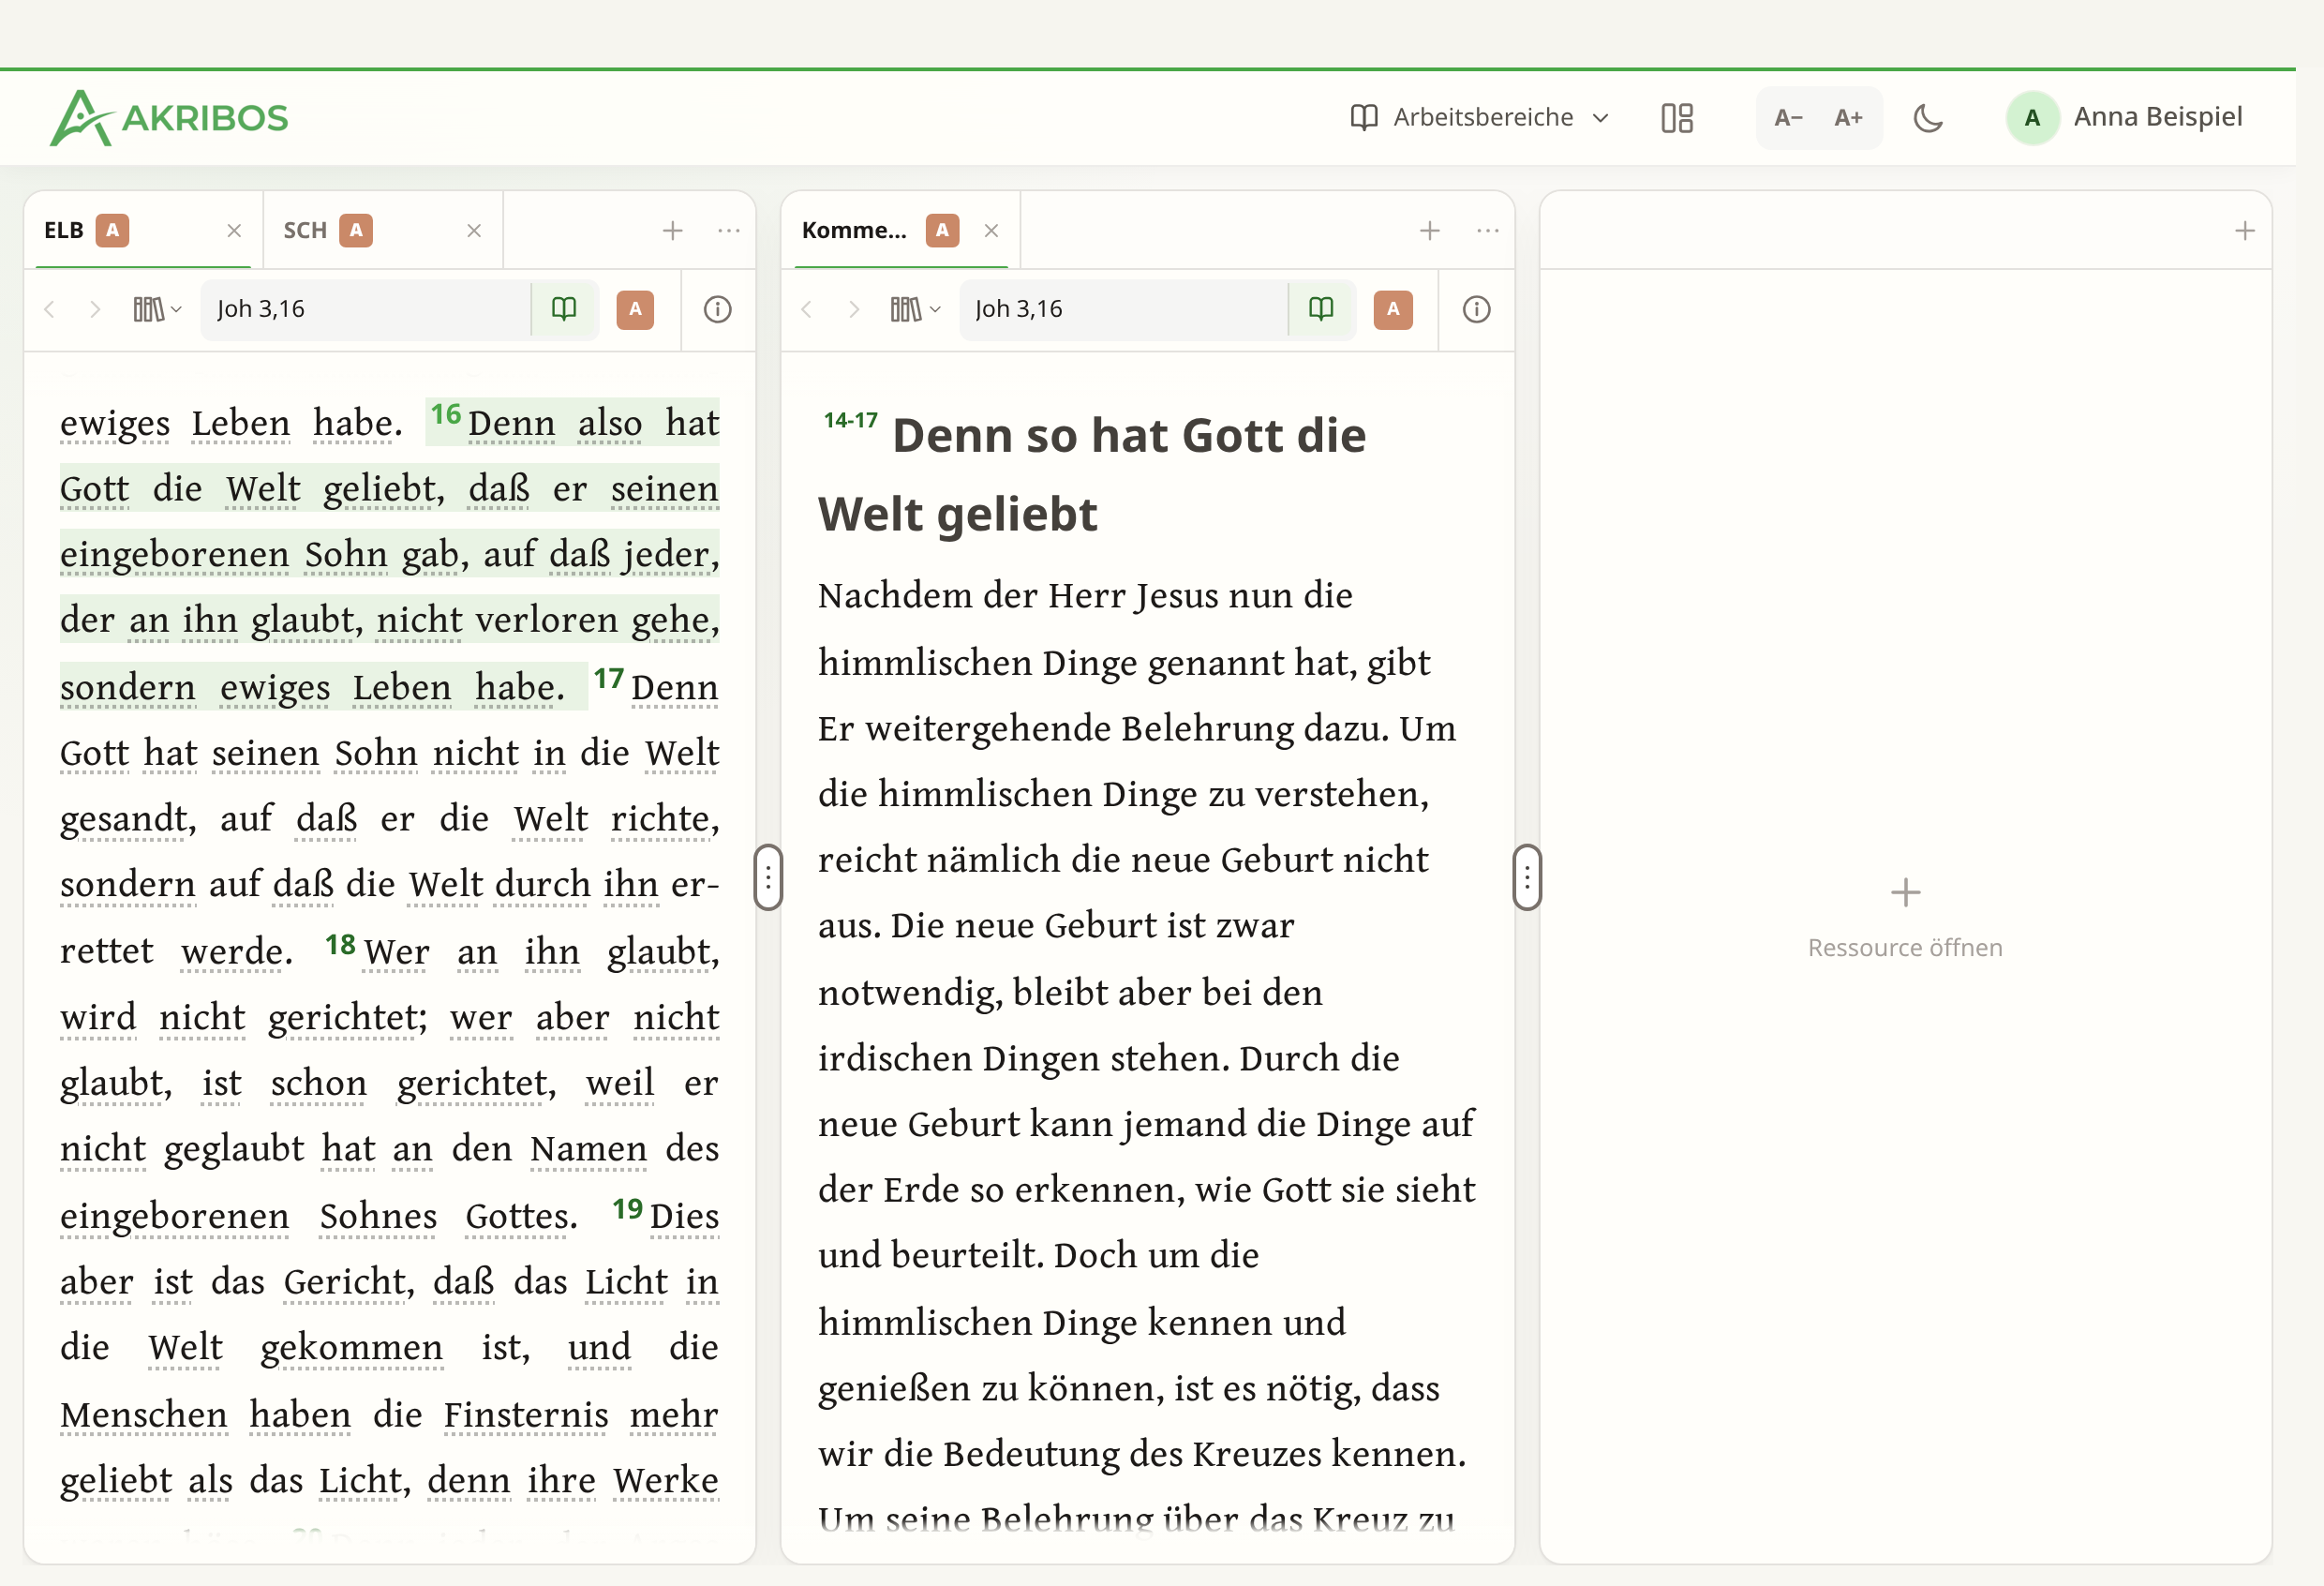 AKRIBOS
Arbeitsbereiche
A− A+
A Anna Beispiel
ELB A
SCH A
Joh 3,16
A
ewiges Leben habe. 16 Denn also hat
Gott die Welt geliebt, daß er seinen
eingeborenen Sohn gab, auf daß jeder,
der an ihn glaubt, nicht verloren gehe,
sondern ewiges Leben habe. 17 Denn
Gott hat seinen Sohn nicht in die Welt
gesandt, auf daß er die Welt richte,
sondern auf daß die Welt durch ihn er-
rettet werde. 18 Wer an ihn glaubt,
wird nicht gerichtet; wer aber nicht
glaubt, ist schon gerichtet, weil er
nicht geglaubt hat an den Namen des
eingeborenen Sohnes Gottes. 19 Dies
aber ist das Gericht, daß das Licht in
die Welt gekommen ist, und die
Menschen haben die Finsternis mehr
geliebt als das Licht, denn ihre Werke
20
Komme... A
Joh 3,16
A
14-17 Denn so hat Gott die
Welt geliebt
Nachdem der Herr Jesus nun die
himmlischen Dinge genannt hat, gibt
Er weitergehende Belehrung dazu. Um
die himmlischen Dinge zu verstehen,
reicht nämlich die neue Geburt nicht
aus. Die neue Geburt ist zwar
notwendig, bleibt aber bei den
irdischen Dingen stehen. Durch die
neue Geburt kann jemand die Dinge auf
der Erde so erkennen, wie Gott sie sieht
und beurteilt. Doch um die
himmlischen Dinge kennen und
genießen zu können, ist es nötig, dass
wir die Bedeutung des Kreuzes kennen.
Um seine Belehrung über das Kreuz zu
Ressource öffnen